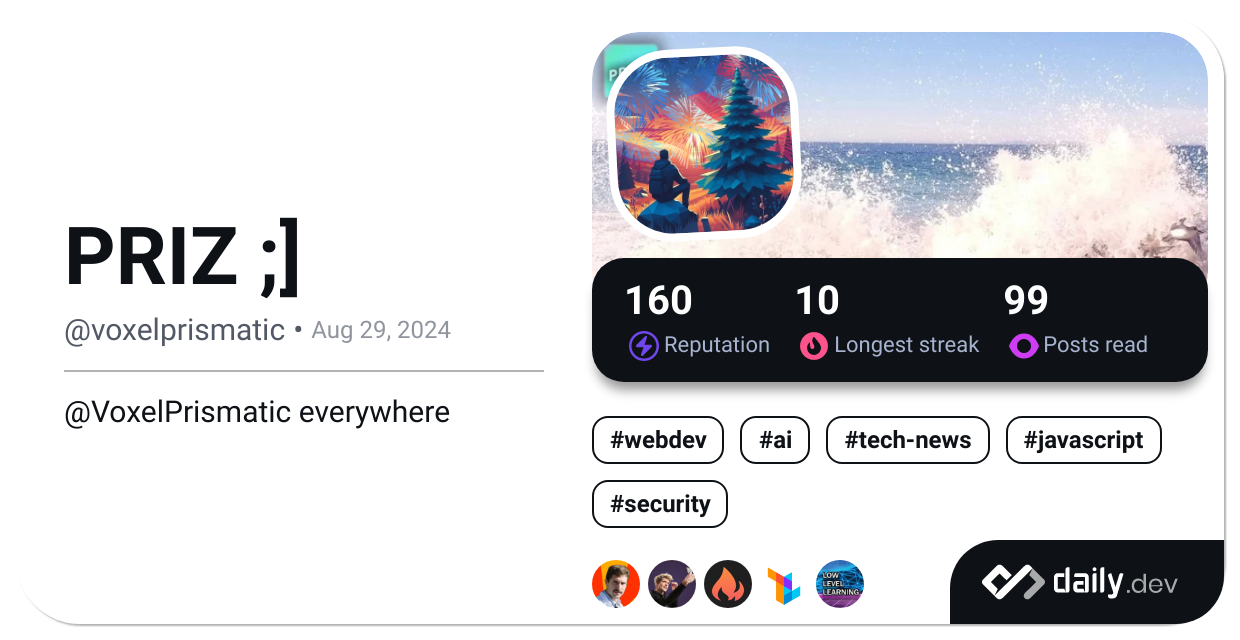 PRIZ ;]
@voxelprismatic • Aug 29, 2024
@VoxelPrismatic everywhere
160 10 99
Reputation Longest streak Posts read
#webdev #ai #tech-news #javascript
#security
LOW
LEVEL
LEARNING
daily.dev